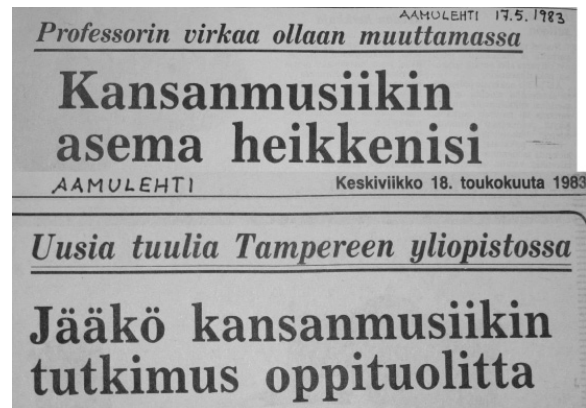 AAMULEHTI 17.5.1983
Professorin virkaa ollaan muuttamassa
Kansanmusiikin
asema heikkenisi
AAMULEHTI Keskiviikko 18. toukokuuta 1983
Uusia tuulia Tampereen yliopistossa
Jääkö kansanmusiikin
tutkimus oppituolitta